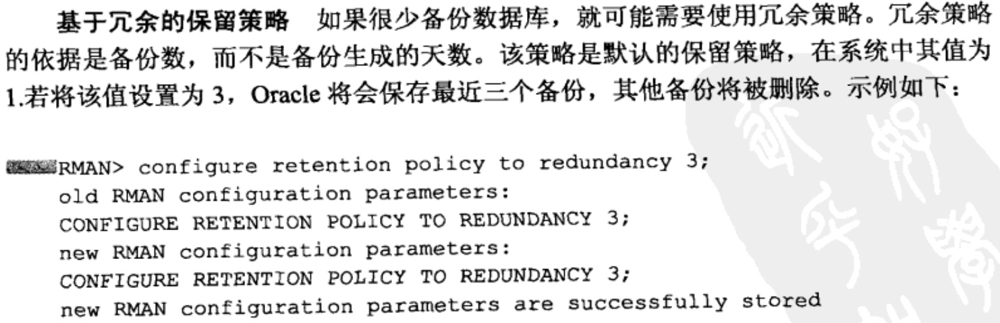 基于冗余的保留策略 如果很少备份数据库，就可能需要使用冗余策略。冗余策略
的依据是备份数，而不是备份生成的天数。该策略是默认的保留策略，在系统中其值为
1.若将该值设置为 3，Oracle 将会保存最近三个备份，其他备份将被删除。示例如下：
RMAN> configure retention policy to redundancy 3;
old RMAN configuration parameters:
CONFIGURE RETENTION POLICY TO REDUNDANCY 3;
new RMAN configuration parameters:
CONFIGURE RETENTION POLICY TO REDUNDANCY 3;
new RMAN configuration parameters are successfully stored